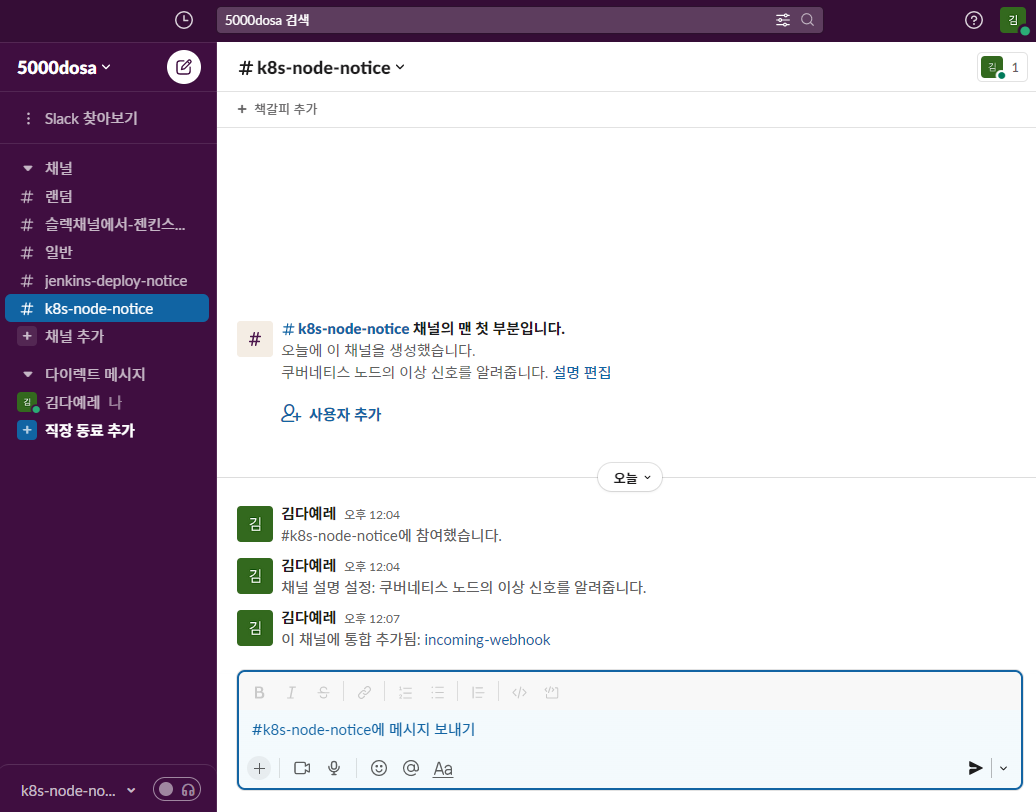 5000dosa 검색
김
5000dosa
# k8s-node-notice
김 1
+ 책갈피 추가
Slack 찾아보기
채널
# 랜덤
# 슬렉채널에서-젠킨스...
# 일반
# jenkins-deploy-notice
# k8s-node-notice
+ 채널 추가
다이렉트 메시지
김 김다예레 나
+ 직장 동료 추가
k8s-node-no...
#
# k8s-node-notice 채널의 맨 첫 부분입니다.
오늘에 이 채널을 생성했습니다.
쿠버네티스 노드의 이상 신호를 알려줍니다. 설명 편집
사용자 추가
오늘
김
김다예레 오후 12:04
#k8s-node-notice에 참여했습니다.
김
김다예레 오후 12:04
채널 설명 설정: 쿠버네티스 노드의 이상 신호를 알려줍니다.
김
김다예레 오후 12:07
이 채널에 통합 추가됨: incoming-webhook
B I S
#k8s-node-notice에 메시지 보내기
+ @ Aa